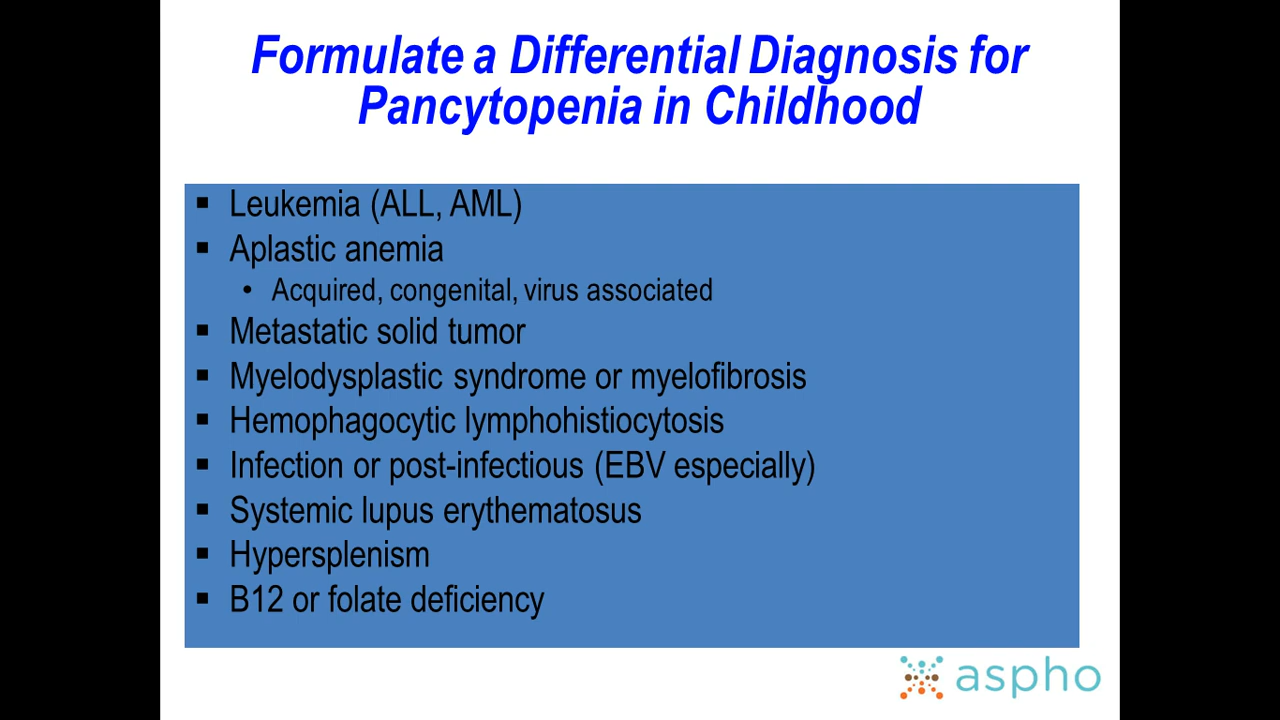 Formulate a Differential Diagnosis for
Pancytopenia in Childhood
▪ Leukemia (ALL, AML)
▪ Aplastic anemia
• Acquired, congenital, virus associated
▪ Metastatic solid tumor
▪ Myelodysplastic syndrome or myelofibrosis
▪ Hemophagocytic lymphohistiocytosis
▪ Infection or post-infectious (EBV especially)
▪ Systemic lupus erythematosus
▪ Hypersplenism
▪ B12 or folate deficiency
aspho